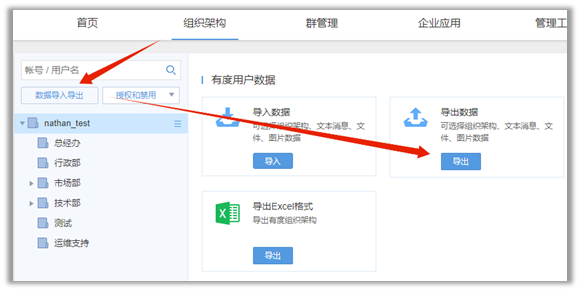 首页 组织架构 群管理 企业应用 管理工
帐号 / 用户名
数据导入导出 授权和禁用
nathan_test
总经办
行政部
市场部
技术部
测试
运维支持
有度用户数据
导入数据
可选择组织架构、文本消息、文
件、图片数据
导入
导出数据
可选择组织架构、文本消息、文
件、图片数据
导出
导出Excel格式
导出有度组织架构
导出